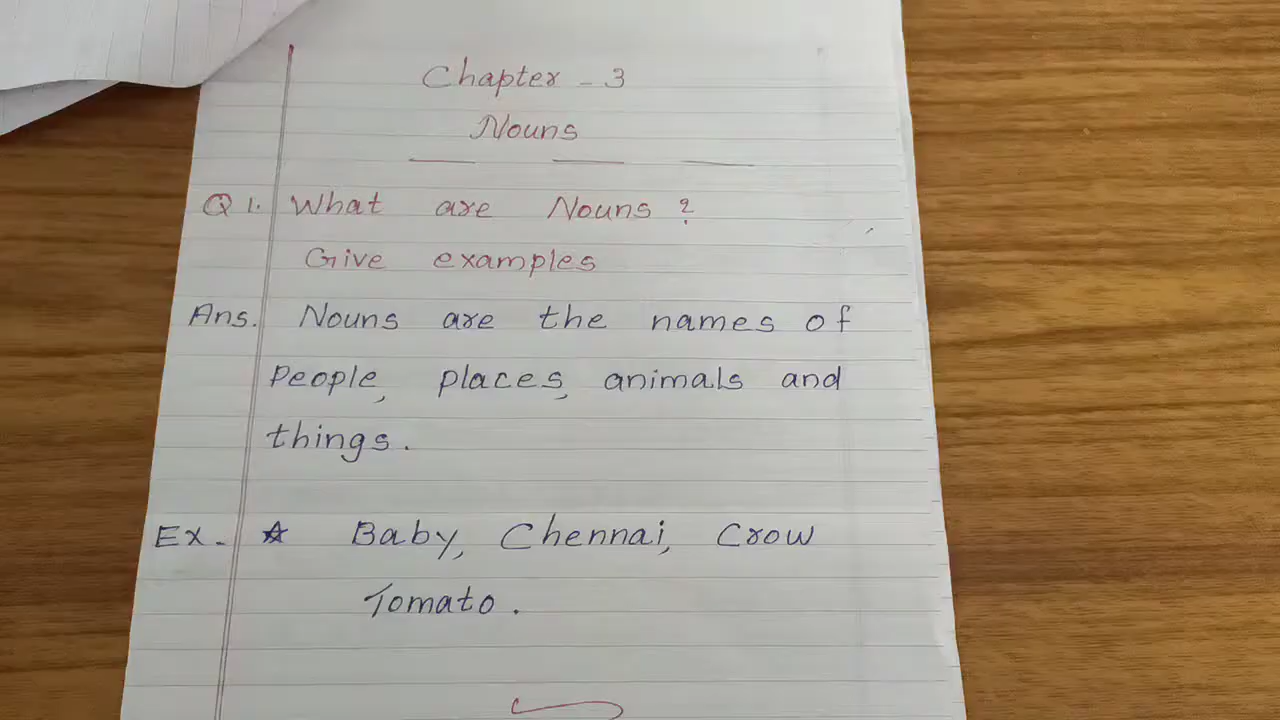 Chapter - 3
Nouns
Q 1. What are Nouns ?
Give examples
Ans. Nouns are the names of
People, places, animals and
things.
Ex. - ☆ Baby, Chennai, Crow
Tomato.